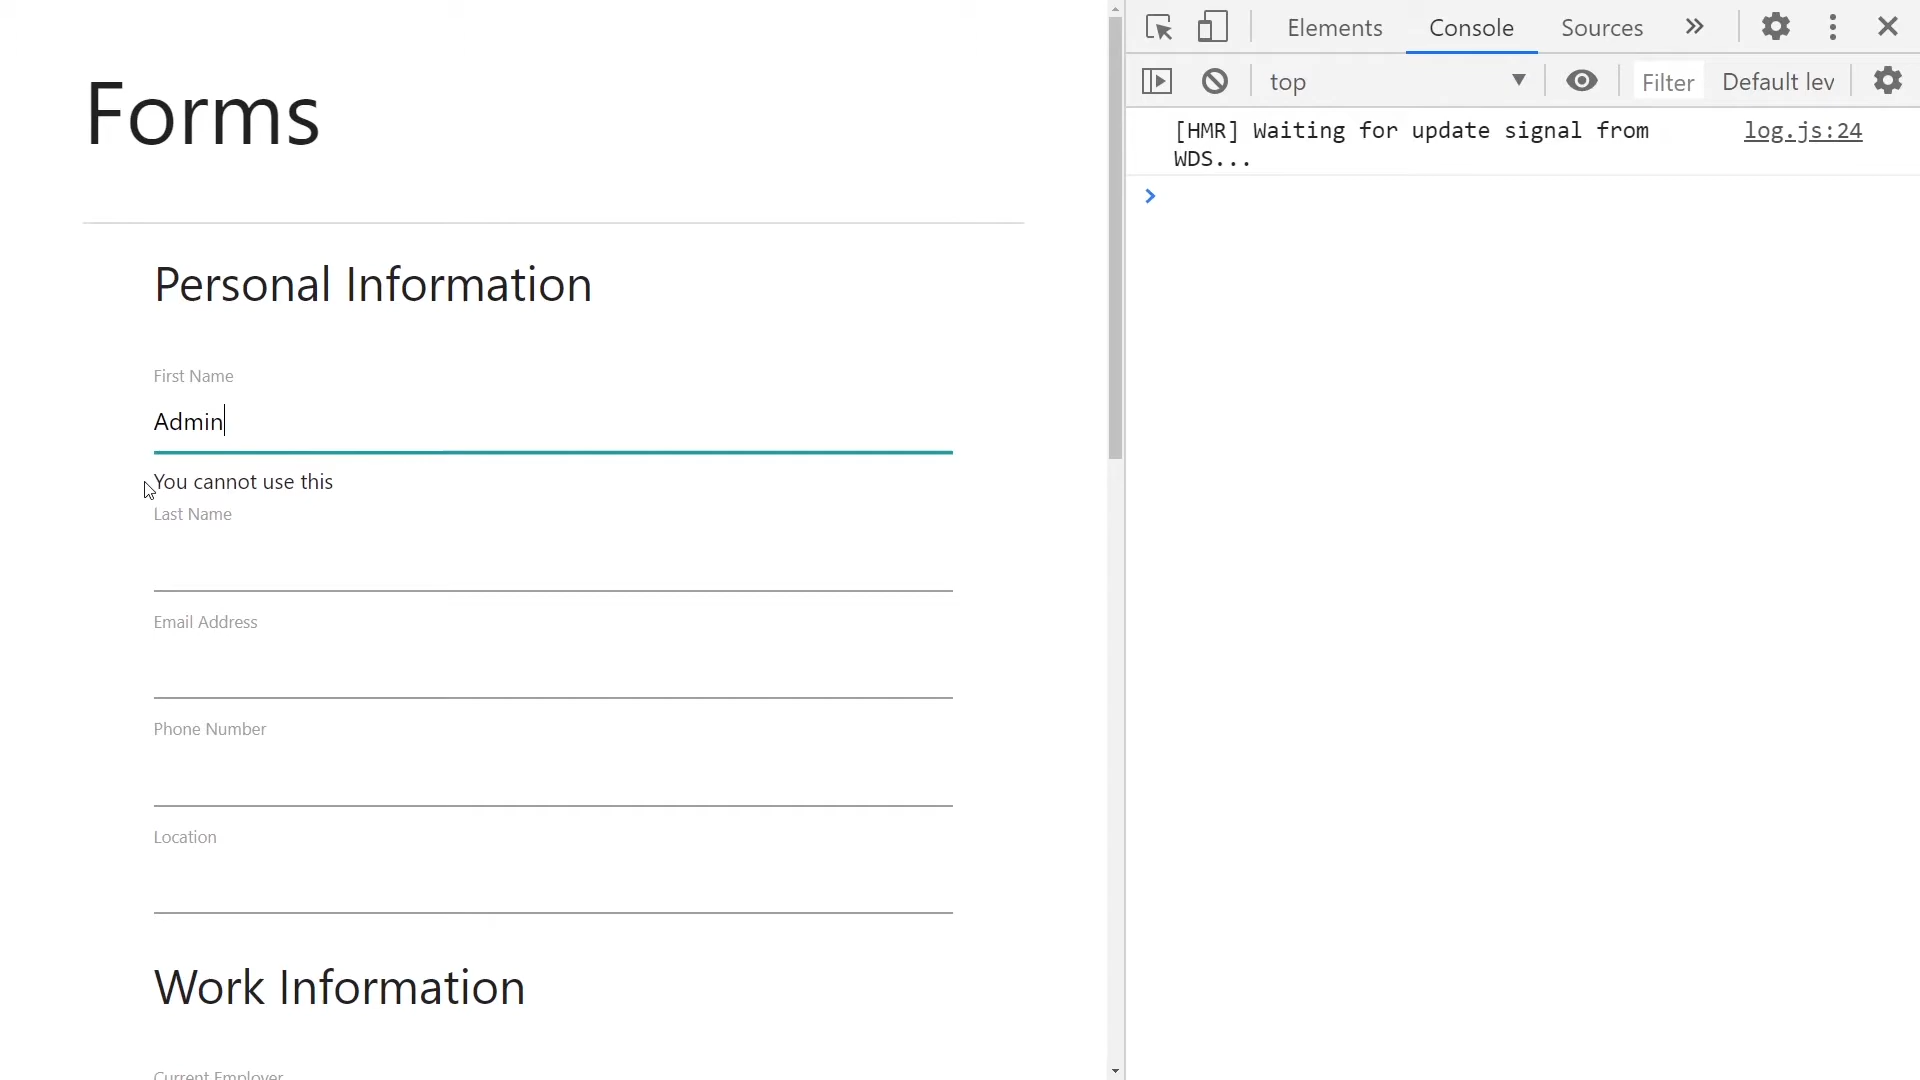 Forms
Personal Information
First Name
Admin
You cannot use this
Last Name
Email Address
Phone Number
Location
Work Information
Current Employer
Elements Console Sources
top Filter Default lev
[HMR] Waiting for update signal from log.js:24
WDS...